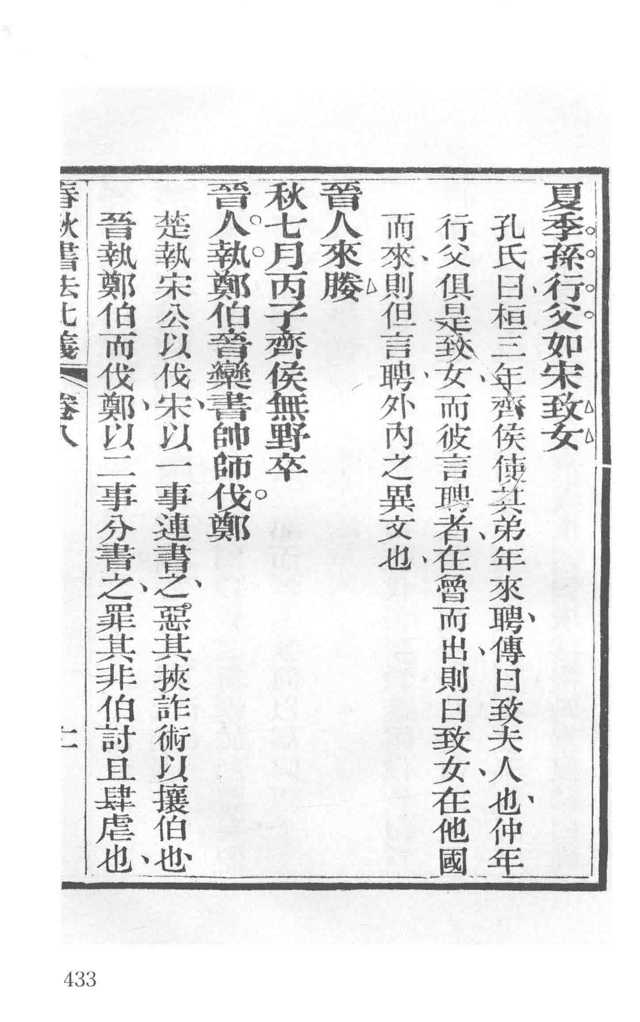 夏季孫行父如宋致女
孔氏曰桓三年齊侯使其弟年來聘傳曰致夫人也仲年
行父俱是致女而彼言聘者在魯而出則曰致女在他國
而來則但言聘外內之異文也
晉人來媵
秋七月丙子齊侯無野卒
晉人執鄭伯晉欒書帥師伐鄭
楚執宋公以伐宋以一事連書之惡其挾詐術以攘伯也
晉執鄭伯而伐鄭以二事分書之罪其非伯討且肆虐也
春秋書法比義 卷八
433